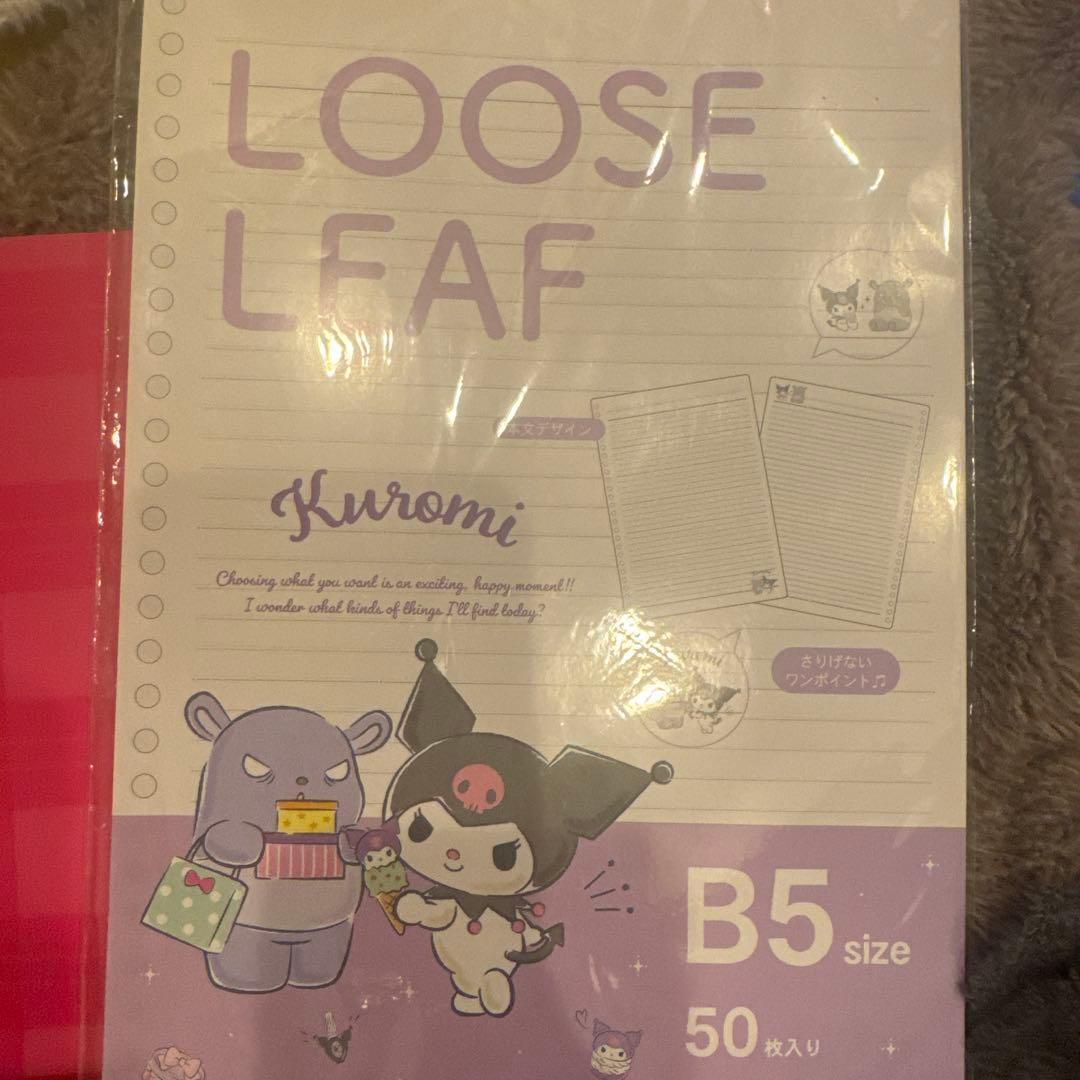 LOOSE
LEAF
本文デザイン
Kuromi
Choosing what you want is an exciting, happy moment!!
I wonder what kinds of things I'll find today?
さりげない
ワンポイント♫
B5 size
50枚入り